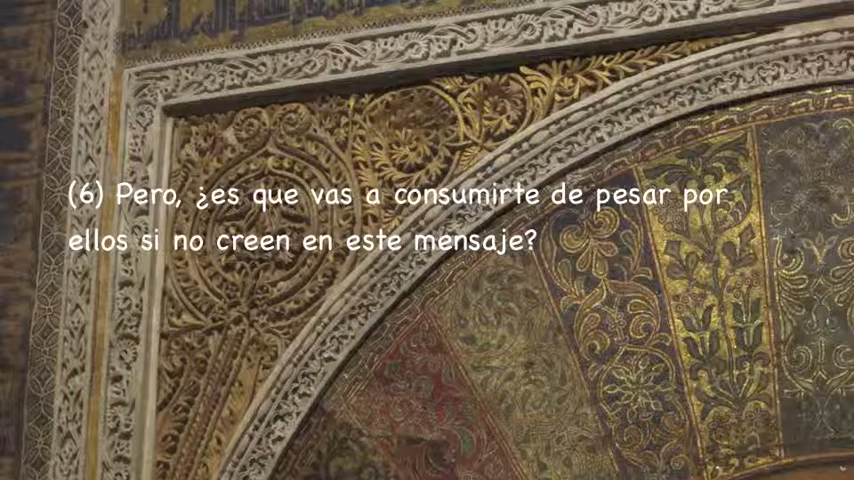 (6) Pero, ¿es que vas a consumirte de pesar por
ellos si no creen en este mensaje?